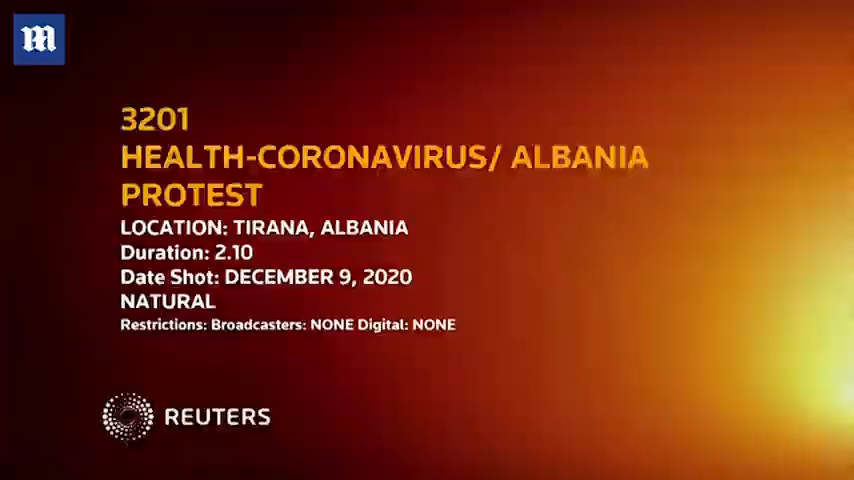 m
3201
HEALTH-CORONAVIRUS/ ALBANIA
PROTEST
LOCATION: TIRANA, ALBANIA
Duration: 2.10
Date Shot: DECEMBER 9, 2020
NATURAL
Restrictions: Broadcasters: NONE Digital: NONE
REUTERS